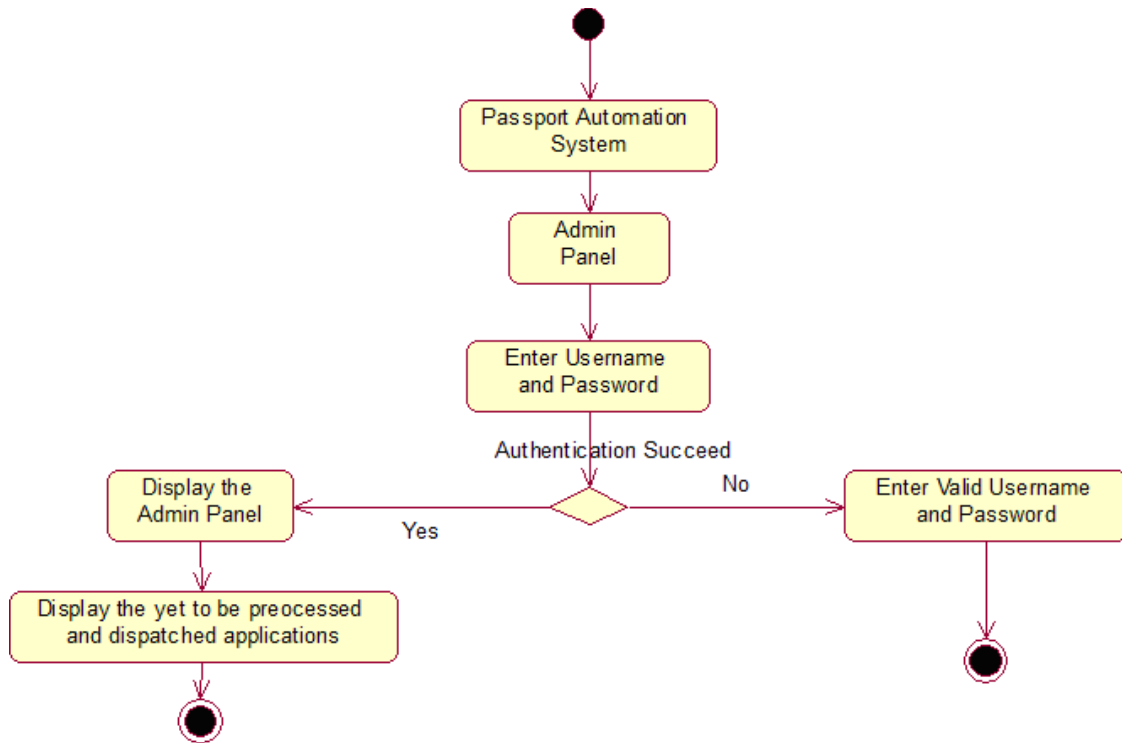 Passport Automation
System
Admin
Panel
Enter Username
and Password
Authentication Succeed
Display the
Admin Panel
Yes
No
Enter Valid Username
and Password
Display the yet to be preocessed
and dispatched applications